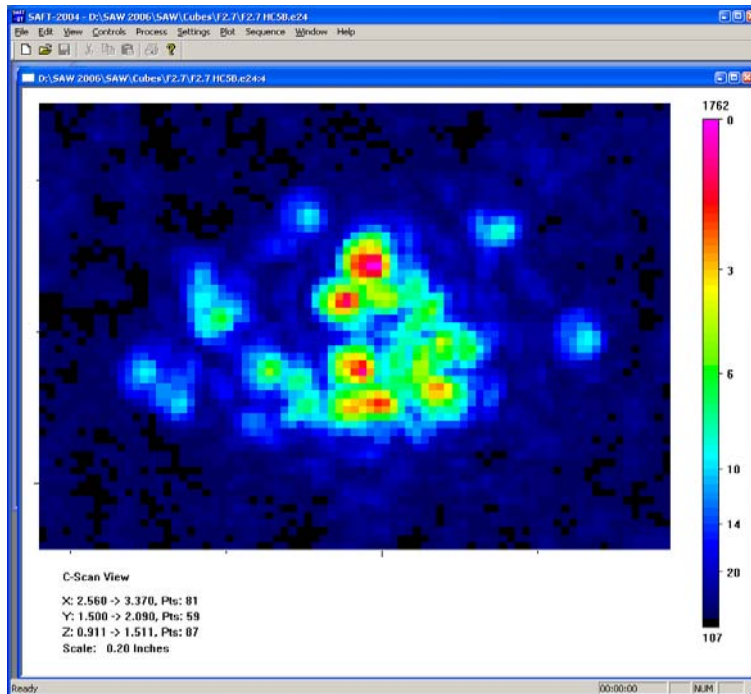 SAFT-2004 - D:\SAW 2006\SAW\Cubes\F2.7\F2.7 HC5B.e24
File Edit View Controls Process Settings Plot Sequence Window Help
D:\SAW 2006\SAW\Cubes\F2.7\F2.7 HC5B.e24:4
1762
0
3
6
10
14
20
107
C-Scan View
X: 2.560 -> 3.370, Pts: 81
Y: 1.500 -> 2.090, Pts: 59
Z: 0.911 -> 1.511, Pts: 87
Scale: 0.20 Inches
Ready 00:00:00 NUM